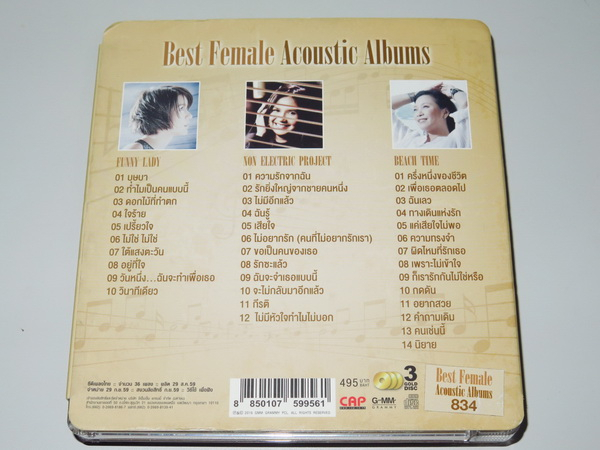 Best Female Acoustic Albums
FUNNY LADY
01 บุษบา
02 ทำไมเป็นคนแบบนี้
03 ดอกไม้ที่ทำตก
04 ใจร้าย
05 เปรี้ยวใจ
06 ไม่ใช่ ไม่ใช่
07 ใต้แสงตะวัน
08 อยู่ที่ใจ
09 วันหนึ่ง...ฉันจะทำเพื่อเธอ
10 วินาทีเดียว
NON ELECTRIC PROJECT
01 ความรักจากฉัน
02 รักยิ่งใหญ่จากชายคนหนึ่ง
03 ไม่มีอีกแล้ว
04 ฉันรู้
05 เสียใจ
06 ไม่อยากรัก (คนที่ไม่อยากรักเรา)
07 ขอเป็นคนของเธอ
08 รักซะแล้ว
09 ฉันจะจำเธอแบบนี้
10 จะไม่กลับมาอีกแล้ว
11 กีรติ
12 ไม่มีหัวใจทำไมไม่บอก
BEACH TIME
01 ครึ่งหนึ่งของชีวิต
02 เพื่อเธอตลอดไป
03 ฉันเลว
04 ทางเดินแห่งรัก
05 แค่เสียใจไม่พอ
06 ความทรงจำ
07 ผิดไหมที่รักเธอ
08 เพราะไม่เข้าใจ
09 ก็เรารักกันไม่ใช่หรือ
10 กดดัน
11 อยากสวย
12 คำถามเดิม
13 คนเช่นนี้
14 นิยาย
8 850107 599561
495 บาท
BAHT
3
GOLD
DISC
CAP
G-MM'
GRAMMY
Best Female
Acoustic Albums
834